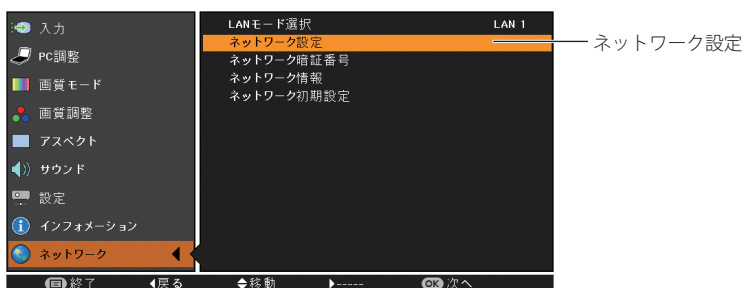 入力
PC調整
画質モード
画質調整
アスペクト
サウンド
設定
インフォメーション
ネットワーク
LANモード選択 LAN 1
ネットワーク設定
ネットワーク暗証番号
ネットワーク情報
ネットワーク初期設定
ネットワーク設定
終了 戻る 移動 ----- OK 次へ